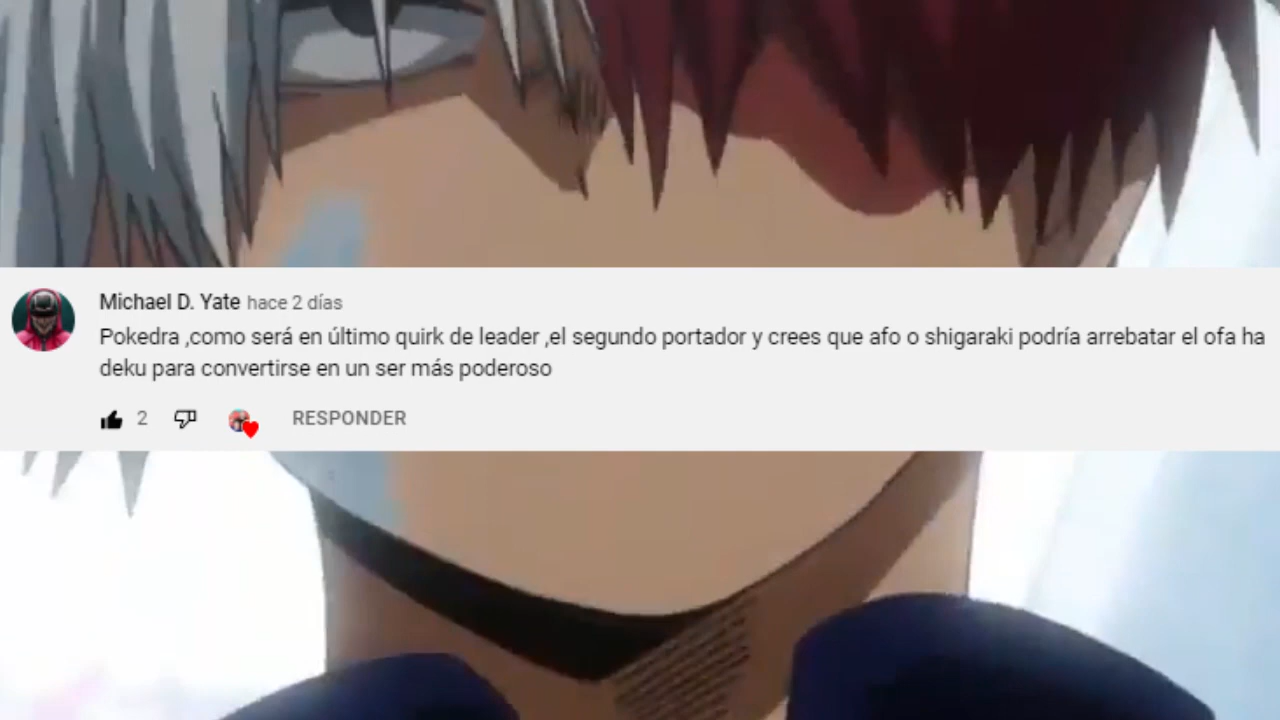 Michael D. Yate hace 2 días
Pokedra ,como será en último quirk de leader ,el segundo portador y crees que afo o shigaraki podría arrebatar el ofa ha
deku para convertirse en un ser más poderoso
2 RESPONDER